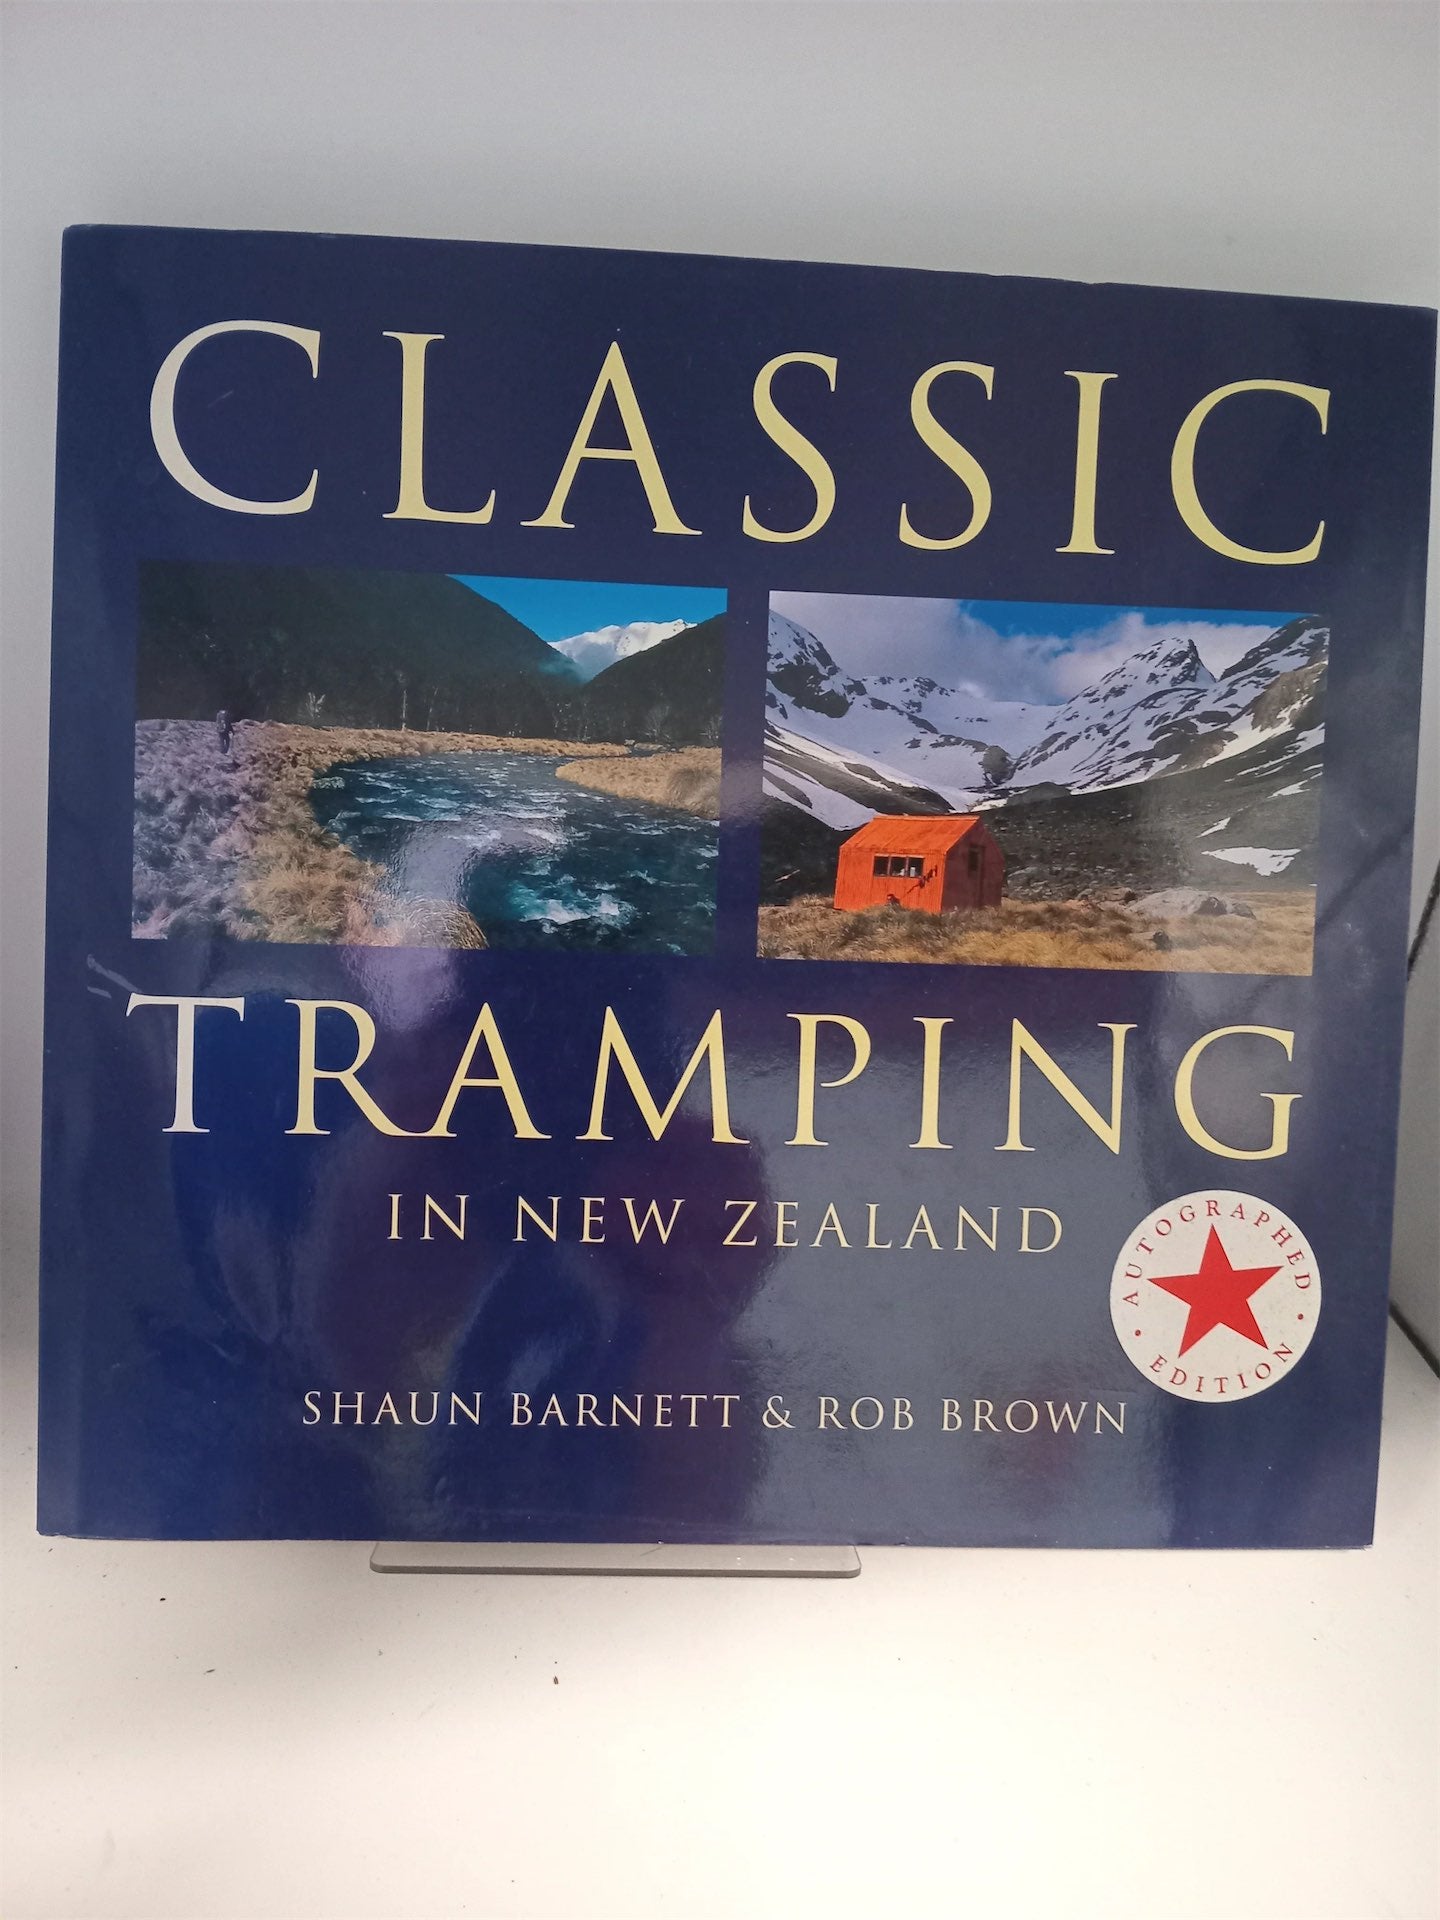 CLASSIC
TRAMPING
IN NEW ZEALAND
AUTOGRAPHED
• EDITION •
SHAUN BARNETT & ROB BROWN